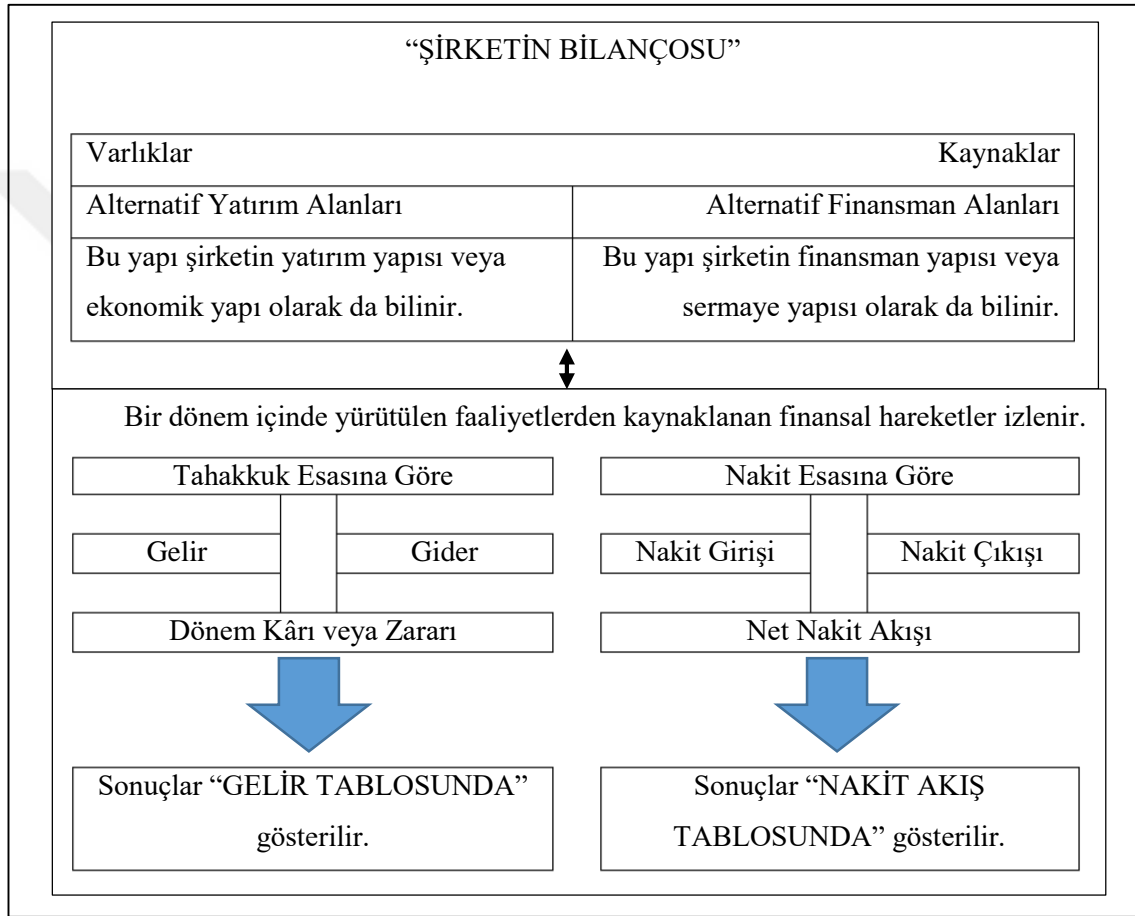 “ŞİRKETİN BİLANÇOSU”
Varlıklar Kaynaklar
Alternatif Yatırım Alanları
Alternatif Finansman Alanları
Bu yapı şirketin yatırım yapısı veya
ekonomik yapı olarak da bilinir.
Bu yapı şirketin finansman yapısı veya
sermaye yapısı olarak da bilinir.
Bir dönem içinde yürütülen faaliyetlerden kaynaklanan finansal hareketler izlenir.
Tahakkuk Esasına Göre
Gelir
Gider
Dönem Kârı veya Zararı
Sonuçlar “GELİR TABLOSUNDA”
gösterilir.
Nakit Esasına Göre
Nakit Girişi
Nakit Çıkışı
Net Nakit Akışı
Sonuçlar “NAKİT AKIŞ
TABLOSUNDA” gösterilir.